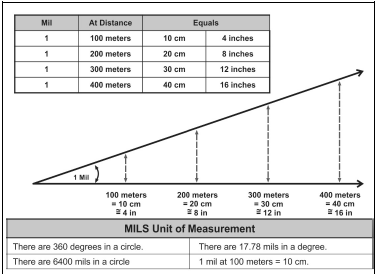 Mil At Distance Equals
1 100 meters 10 cm 4 inches
1 200 meters 20 cm 8 inches
1 300 meters 30 cm 12 inches
1 400 meters 40 cm 16 inches
1 Mil
100 meters 200 meters 300 meters 400 meters
= 10 cm = 20 cm = 30 cm = 40 cm
≅ 4 in ≅ 8 in ≅ 12 in ≅ 16 in
MILS Unit of Measurement
There are 360 degrees in a circle. There are 17.78 mils in a degree.
There are 6400 mils in a circle 1 mil at 100 meters = 10 cm.